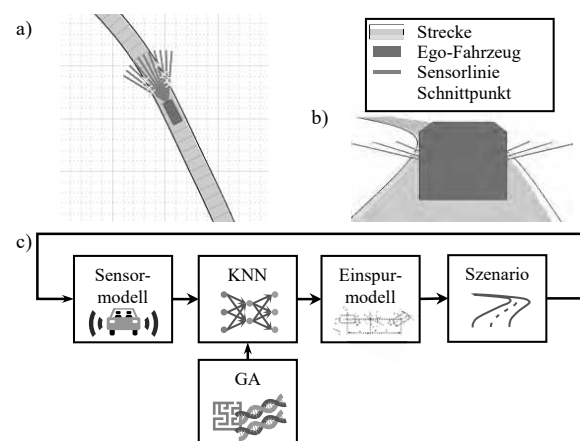 a)
Strecke
Ego-Fahrzeug
Sensorlinie
Schnittpunkt
b)
c)
Sensor-
modell
KNN
Einspur-
modell
Szenario
GA